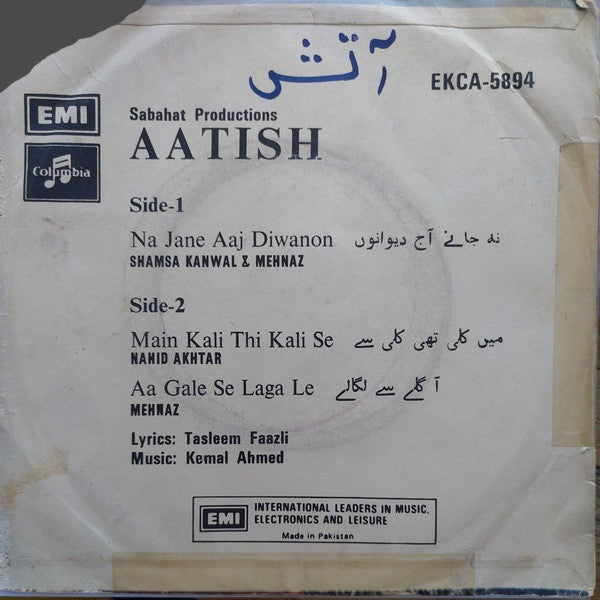 آتش
EKCA-5894
EMI
Columbia
Sabahat Productions
AATISH
Side-1
Na Jane Aaj Diwanon نہ جانے آج دیوانوں
SHAMSA KANWAL & MEHNAZ
Side-2
Main Kali Thi Kali Se میں کلی تھی کلی سے
NAHID AKHTAR
Aa Gale Se Laga Le آ گلے سے لگالے
MEHNAZ
Lyrics: Tasleem Faazli
Music: Kemal Ahmed
EMI INTERNATIONAL LEADERS IN MUSIC,
ELECTRONICS AND LEISURE
Made in Pakistan